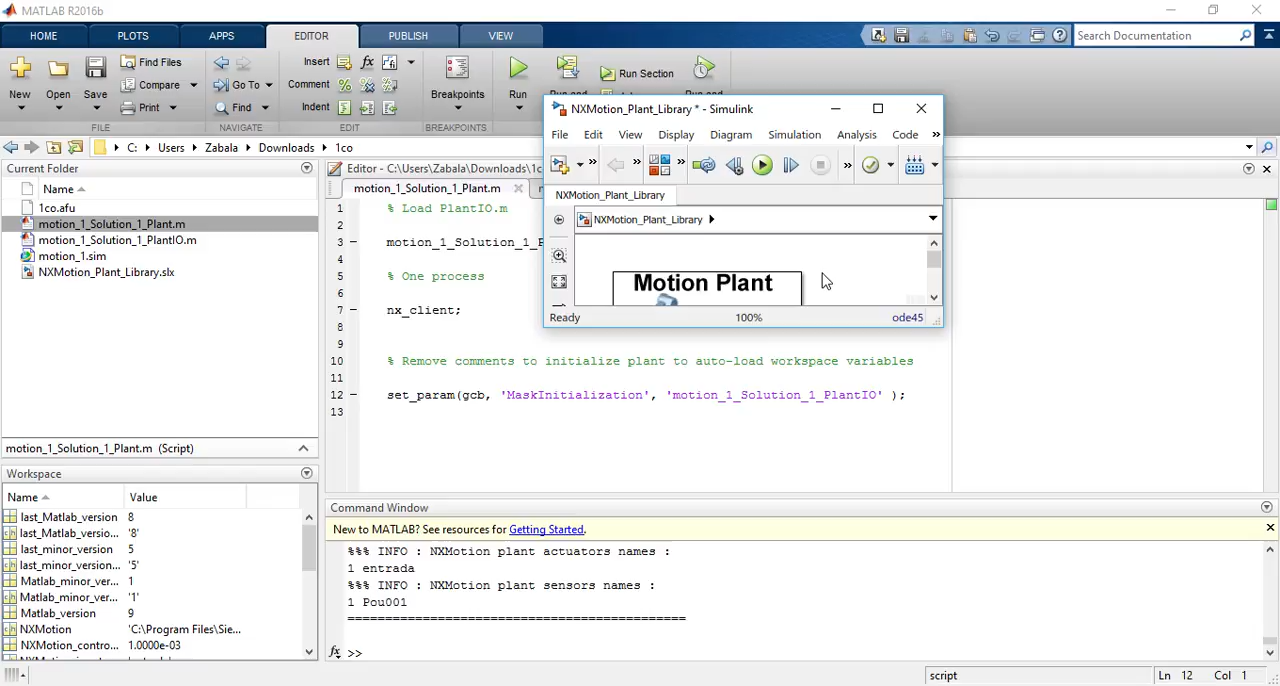 MATLAB R2016b
HOME PLOTS APPS EDITOR PUBLISH VIEW
Search Documentation
New Open Save
Find Files
Compare
Print
FILE
Go To
Find
NAVIGATE
Insert fx
Comment %
Indent
EDIT
Breakpoints
BREAKPOINTS
Run
Run Section
C: Users Zabala Downloads 1co
Current Folder
Name
1co.afu
motion_1_Solution_1_Plant.m
motion_1_Solution_1_PlantIO.m
motion_1.sim
NXMotion_Plant_Library.slx
motion_1_Solution_1_Plant.m (Script)
Workspace
Name Value
last_Matlab_version 8
last_Matlab_versio... '8'
last_minor_version 5
last_minor_version... '5'
Matlab_minor_ver... 1
Matlab_minor_ver... '1'
Matlab_version 9
NXMotion 'C:\Program Files\Sie...
NXMotion_contro... 1.0000e-03
Editor - C:\Users\Zabala\Downloads\1c
motion_1_Solution_1_Plant.m
1 % Load PlantIO.m
2
3 motion_1_Solution_1_P
4
5 % One process
6
7 nx_client;
8
9
10 % Remove comments to initialize plant to auto-load workspace variables
11
12 set_param(gcb, 'MaskInitialization', 'motion_1_Solution_1_PlantIO' );
13
NXMotion_Plant_Library * - Simulink
File Edit View Display Diagram Simulation Analysis Code »
NXMotion_Plant_Library
NXMotion_Plant_Library
Motion Plant
Ready 100% ode45
Command Window
New to MATLAB? See resources for Getting Started.
%%% INFO : NXMotion plant actuators names :
1 entrada
%%% INFO : NXMotion plant sensors names :
1 Pou001
=============================================
fx >>
script Ln 12 Col 1